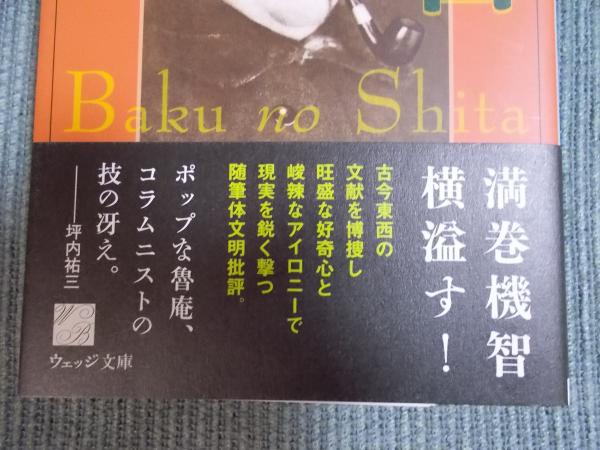 Baku no Shita
満巻機智
横溢す!
古今東西の
文献を博捜し
旺盛な好奇心と
峻辣なアイロニーで
現実を鋭く撃つ
随筆体文明批評。
ポップな魯庵、
コラムニストの
技の冴え。
――坪内祐三
W
S
B
ウェッジ文庫